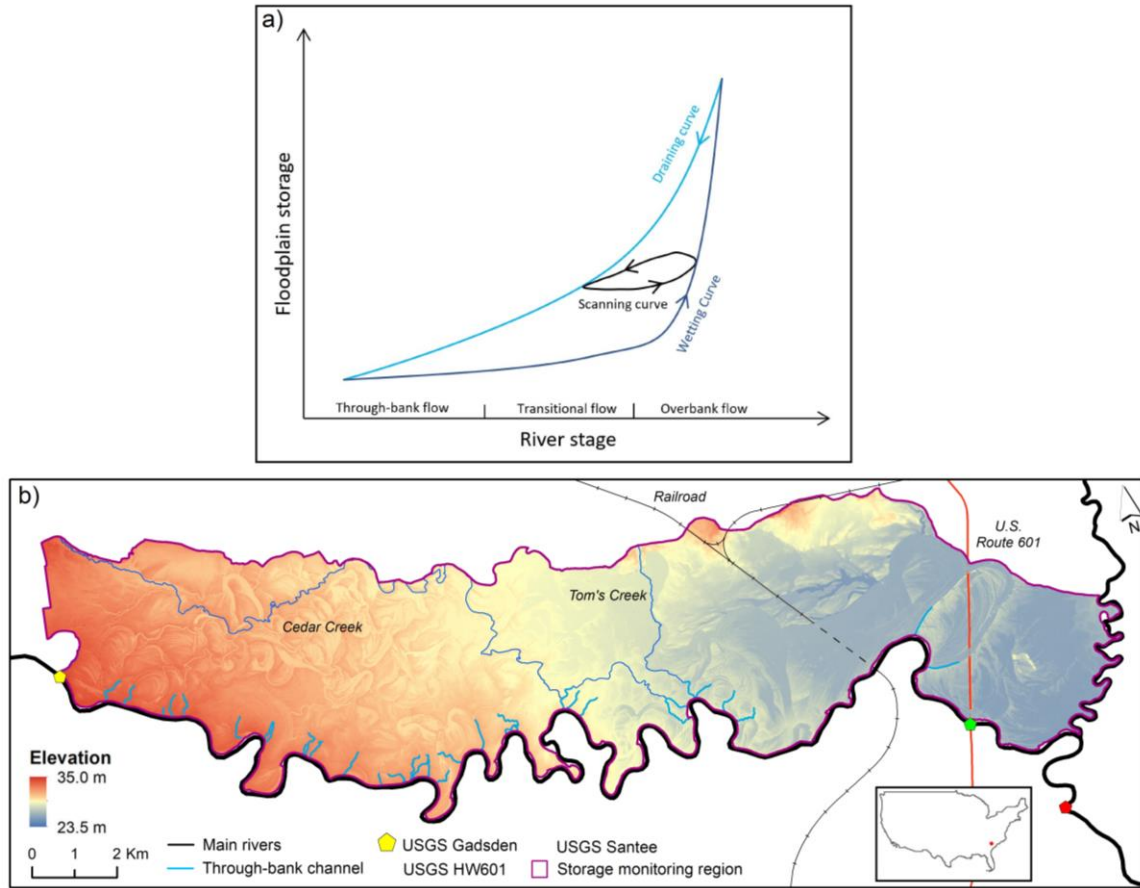 a)
Floodplain storage
Draining curve
Scanning curve
Wetting Curve
Through-bank flow Transitional flow Overbank flow
River stage
b)
Railroad
U.S.
Route 601
N
Cedar Creek
Tom's Creek
Elevation
35.0 m
23.5 m
0 1 2 Km
Main rivers
Through-bank channel
USGS Gadsden
USGS HW601
USGS Santee
Storage monitoring region